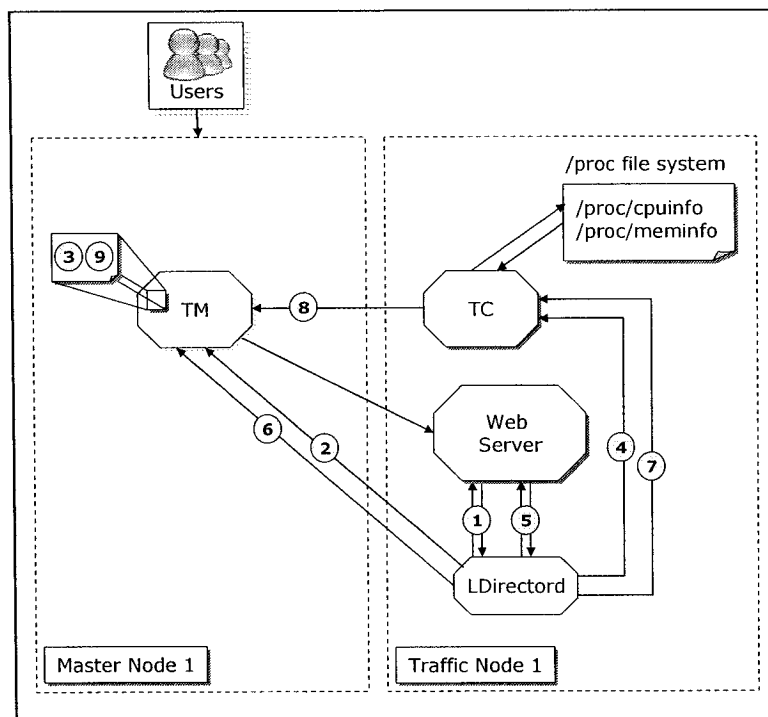 Users
/proc file system
/proc/cpuinfo
/proc/meminfo
3 9
TM
8
TC
Web
Server
6
2
4
7
1
5
LDirectord
Master Node 1
Traffic Node 1